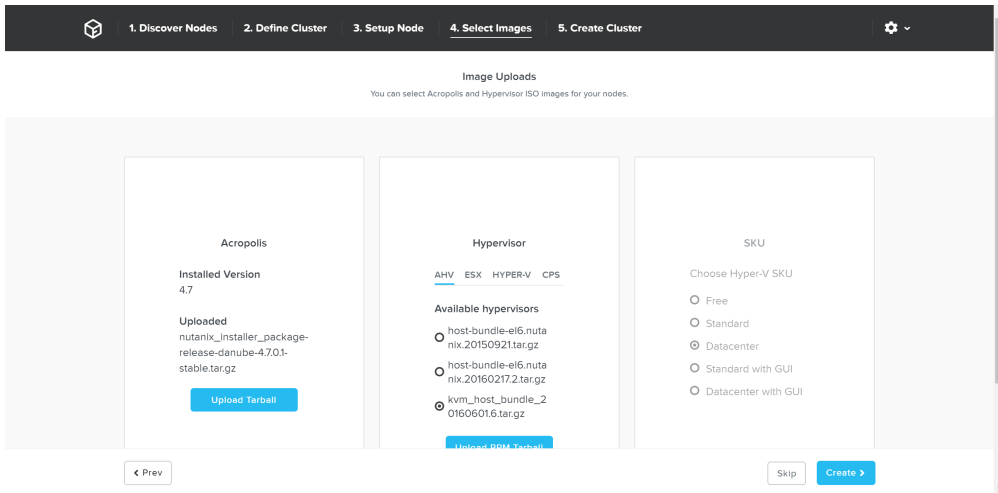 1. Discover Nodes
2. Define Cluster
3. Setup Node
4. Select Images
5. Create Cluster
Image Uploads
You can select Acropolis and Hypervisor ISO images for your nodes.
Acropolis
Installed Version
4.7
Uploaded
nutanix_installer_package-
release-danube-4.7.0.1-
stable.tar.gz
Upload Tarball
Hypervisor
AHV ESX HYPER-V CPS
Available hypervisors
host-bundle-el6.nuta
nix.20150921.tar.gz
host-bundle-el6.nuta
nix.20160217.2.tar.gz
kvm_host_bundle_2
0160601.6.tar.gz
Upload RPM Tarball
SKU
Choose Hyper-V SKU
Free
Standard
Datacenter
Standard with GUI
Datacenter with GUI
Prev
Skip
Create